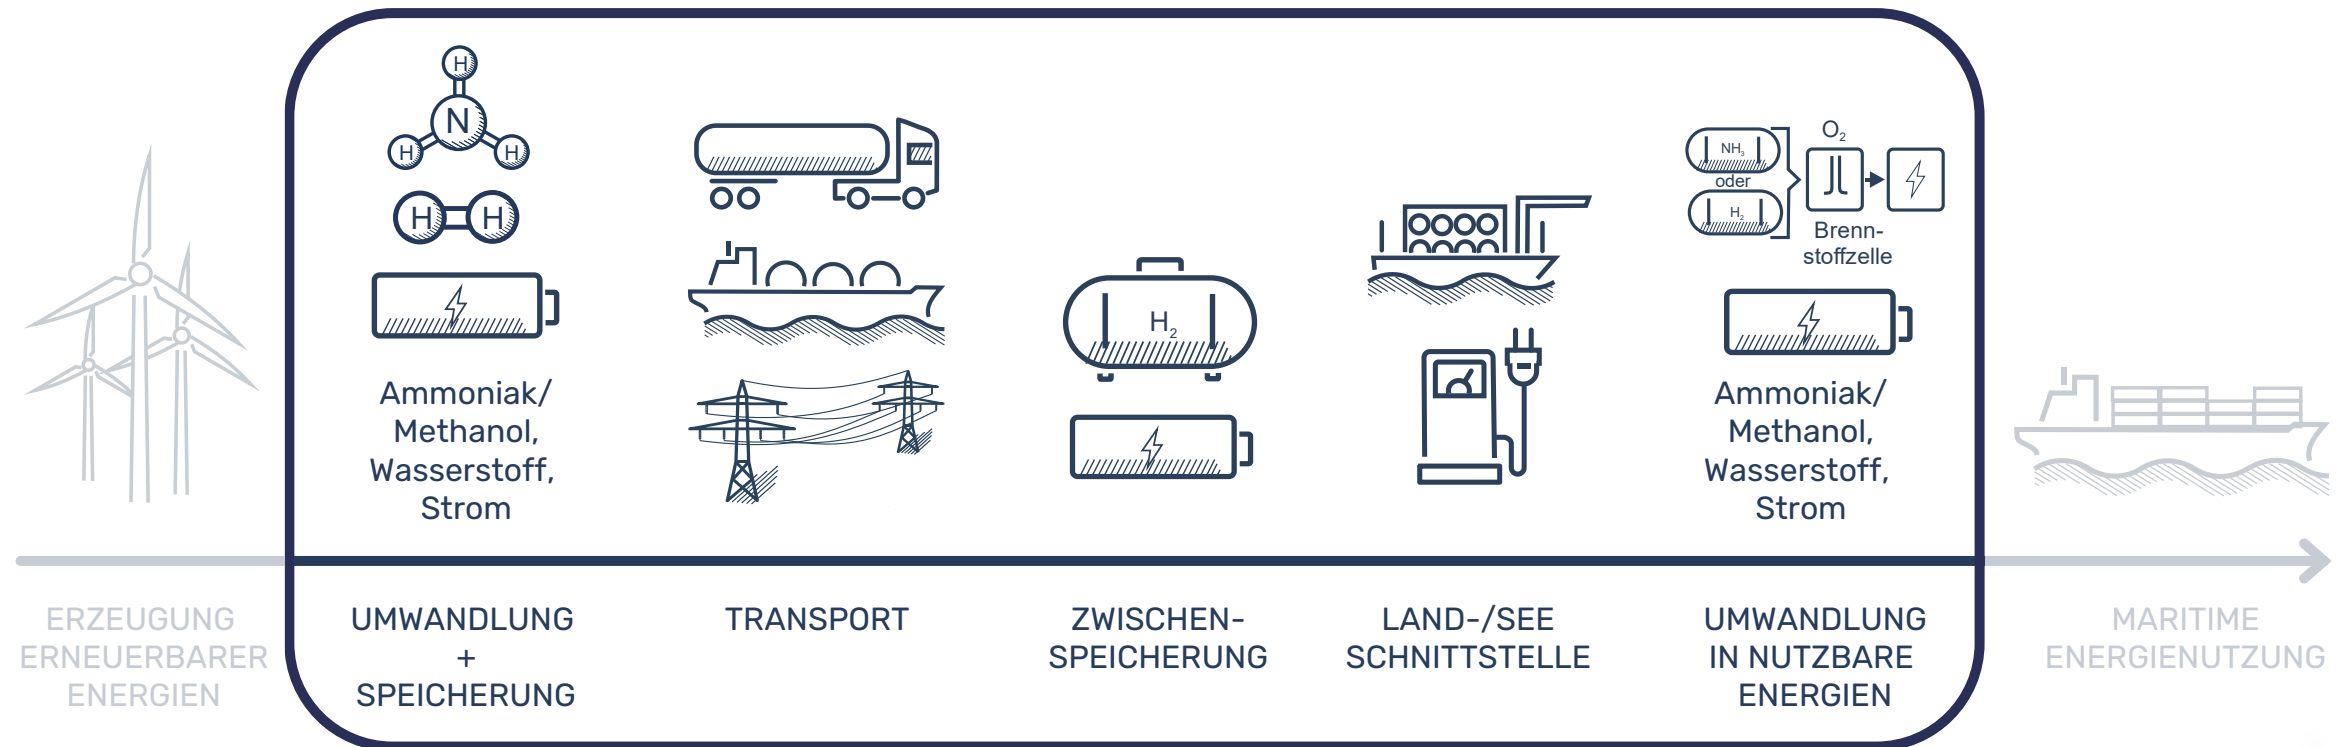 H
N
H
H
H
H
Ammoniak/
Methanol,
Wasserstoff,
Strom
H₂
O₂
NH₃
oder
H₂
Brenn-
stoffzelle
Ammoniak/
Methanol,
Wasserstoff,
Strom
ERZEUGUNG
ERNEUERBARER
ENERGIEN
UMWANDLUNG
+
SPEICHERUNG
TRANSPORT
ZWISCHEN-
SPEICHERUNG
LAND-/SEE
SCHNITTSTELLE
UMWANDLUNG
IN NUTZBARE
ENERGIEN
MARITIME
ENERGIENUTZUNG